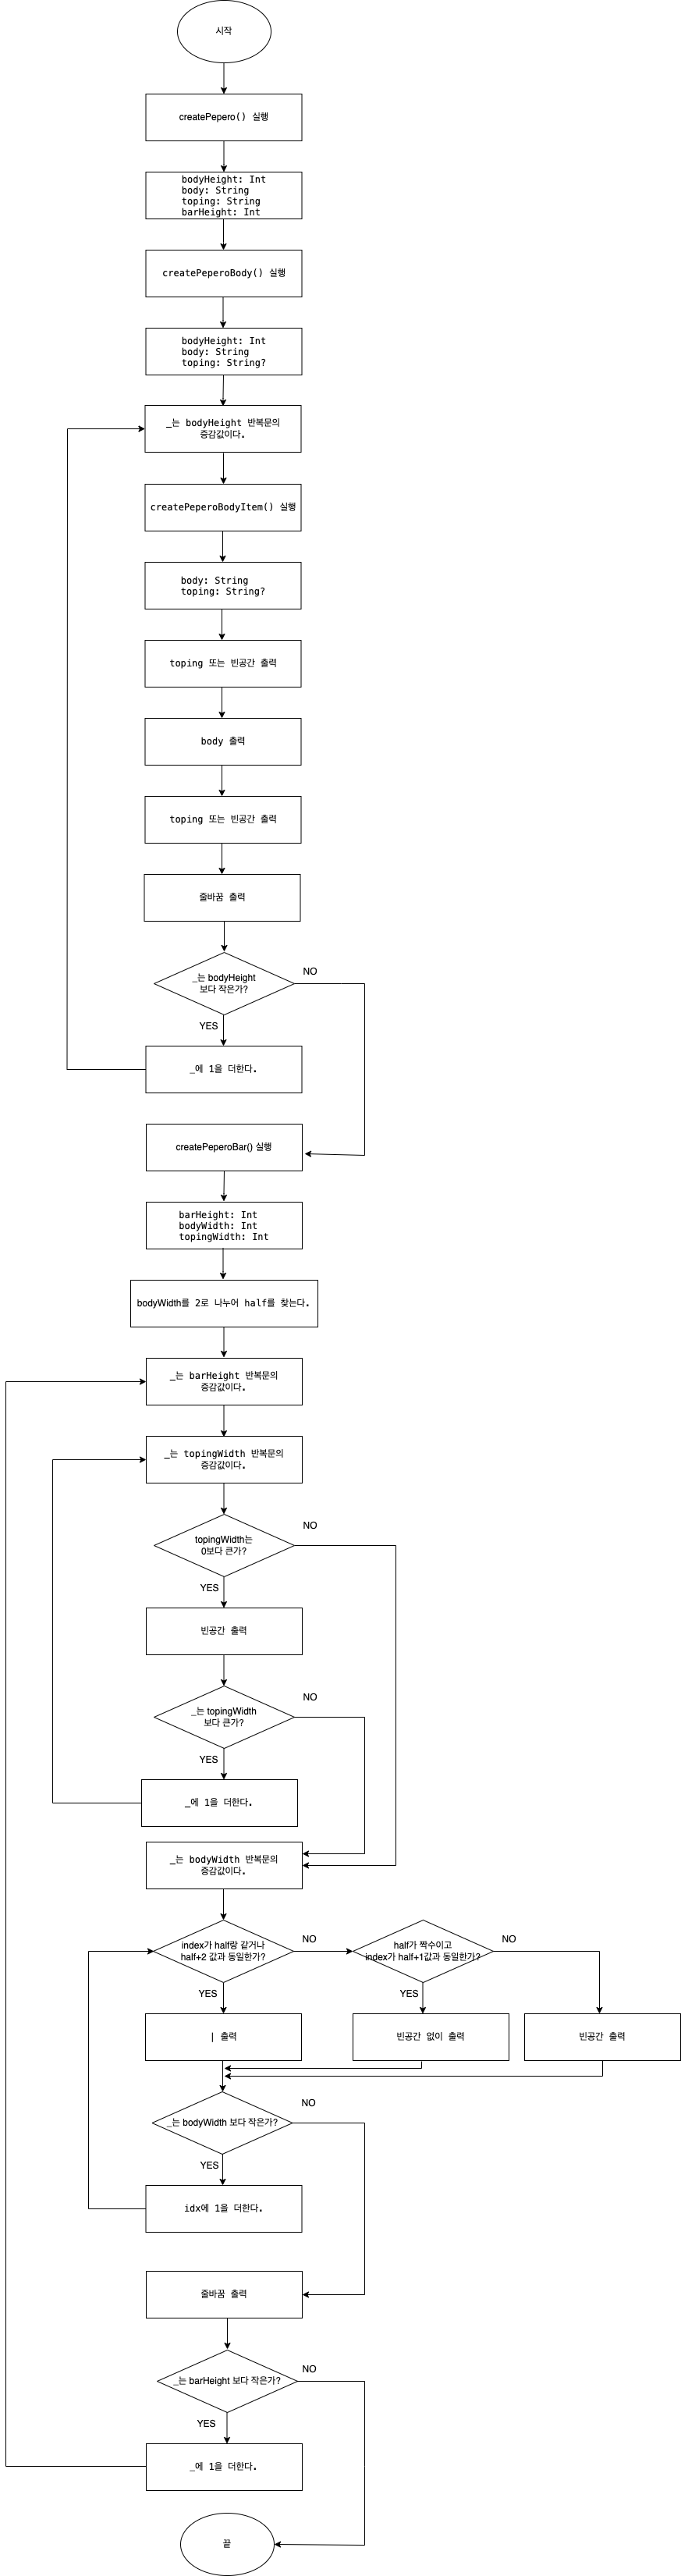 시작
createPepero() 실행
bodyHeight: Int
body: String
toping: String
barHeight: Int
createPeperoBody() 실행
bodyHeight: Int
body: String
toping: String?
_는 bodyHeight 반복문의
증감값이다.
createPeperoBodyItem() 실행
body: String
toping: String?
toping 또는 빈공간 출력
body 출력
toping 또는 빈공간 출력
줄바꿈 출력
_는 bodyHeight
보다 작은가?
NO
YES
_에 1을 더한다.
createPeperoBar() 실행
barHeight: Int
bodyWidth: Int
topingWidth: Int
bodyWidth를 2로 나누어 half를 찾는다.
_는 barHeight 반복문의
증감값이다.
_는 topingWidth 반복문의
증감값이다.
topingWidth는
0보다 큰가?
NO
YES
빈공간 출력
_는 topingWidth
보다 큰가?
NO
YES
_에 1을 더한다.
_는 bodyWidth 반복문의
증감값이다.
index가 half랑 같거나
half+2 값과 동일한가?
NO
half가 짝수이고
index가 half+1값과 동일한가?
NO
YES
YES
| 출력
빈공간 없이 출력
빈공간 출력
_는 bodyWidth 보다 작은가?
NO
YES
idx에 1을 더한다.
줄바꿈 출력
_는 barHeight 보다 작은가?
NO
YES
_에 1을 더한다.
끝